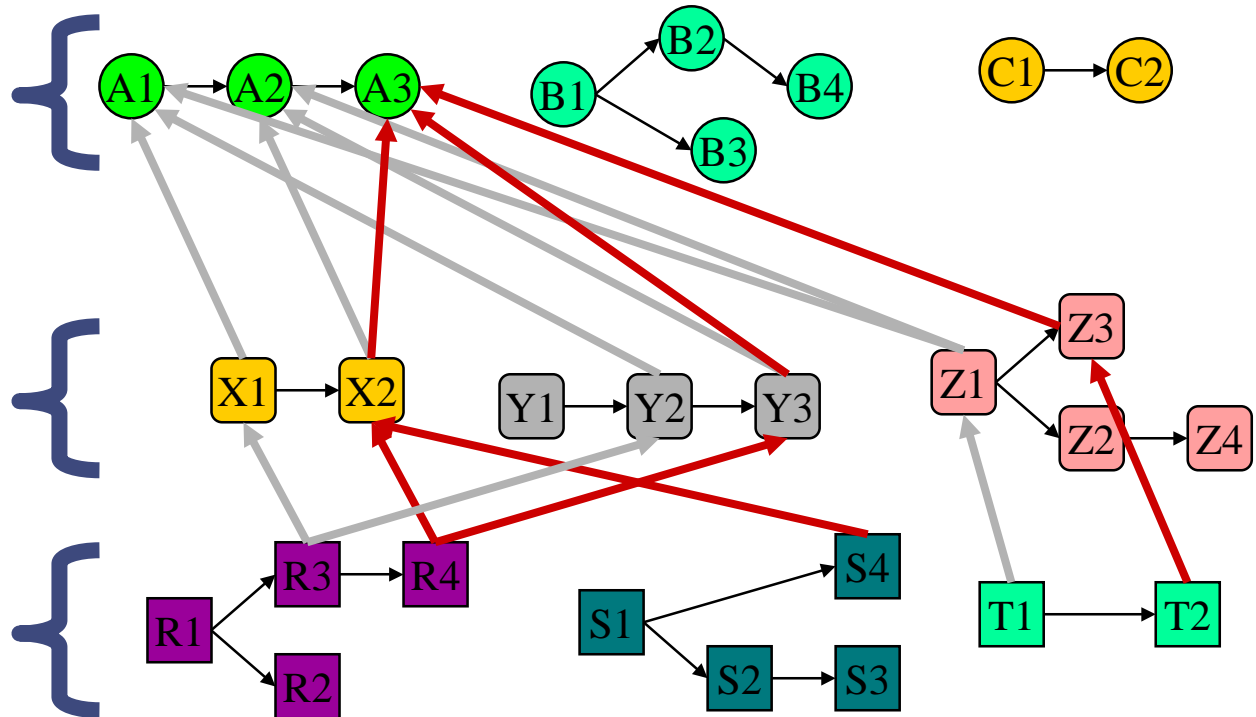 A1 A2 A3 B1 B2 B3 B4 C1 C2
X1 X2 Y1 Y2 Y3 Z1 Z3 Z2 Z4
R1 R3 R4 R2 S1 S4 S2 S3 T1 T2